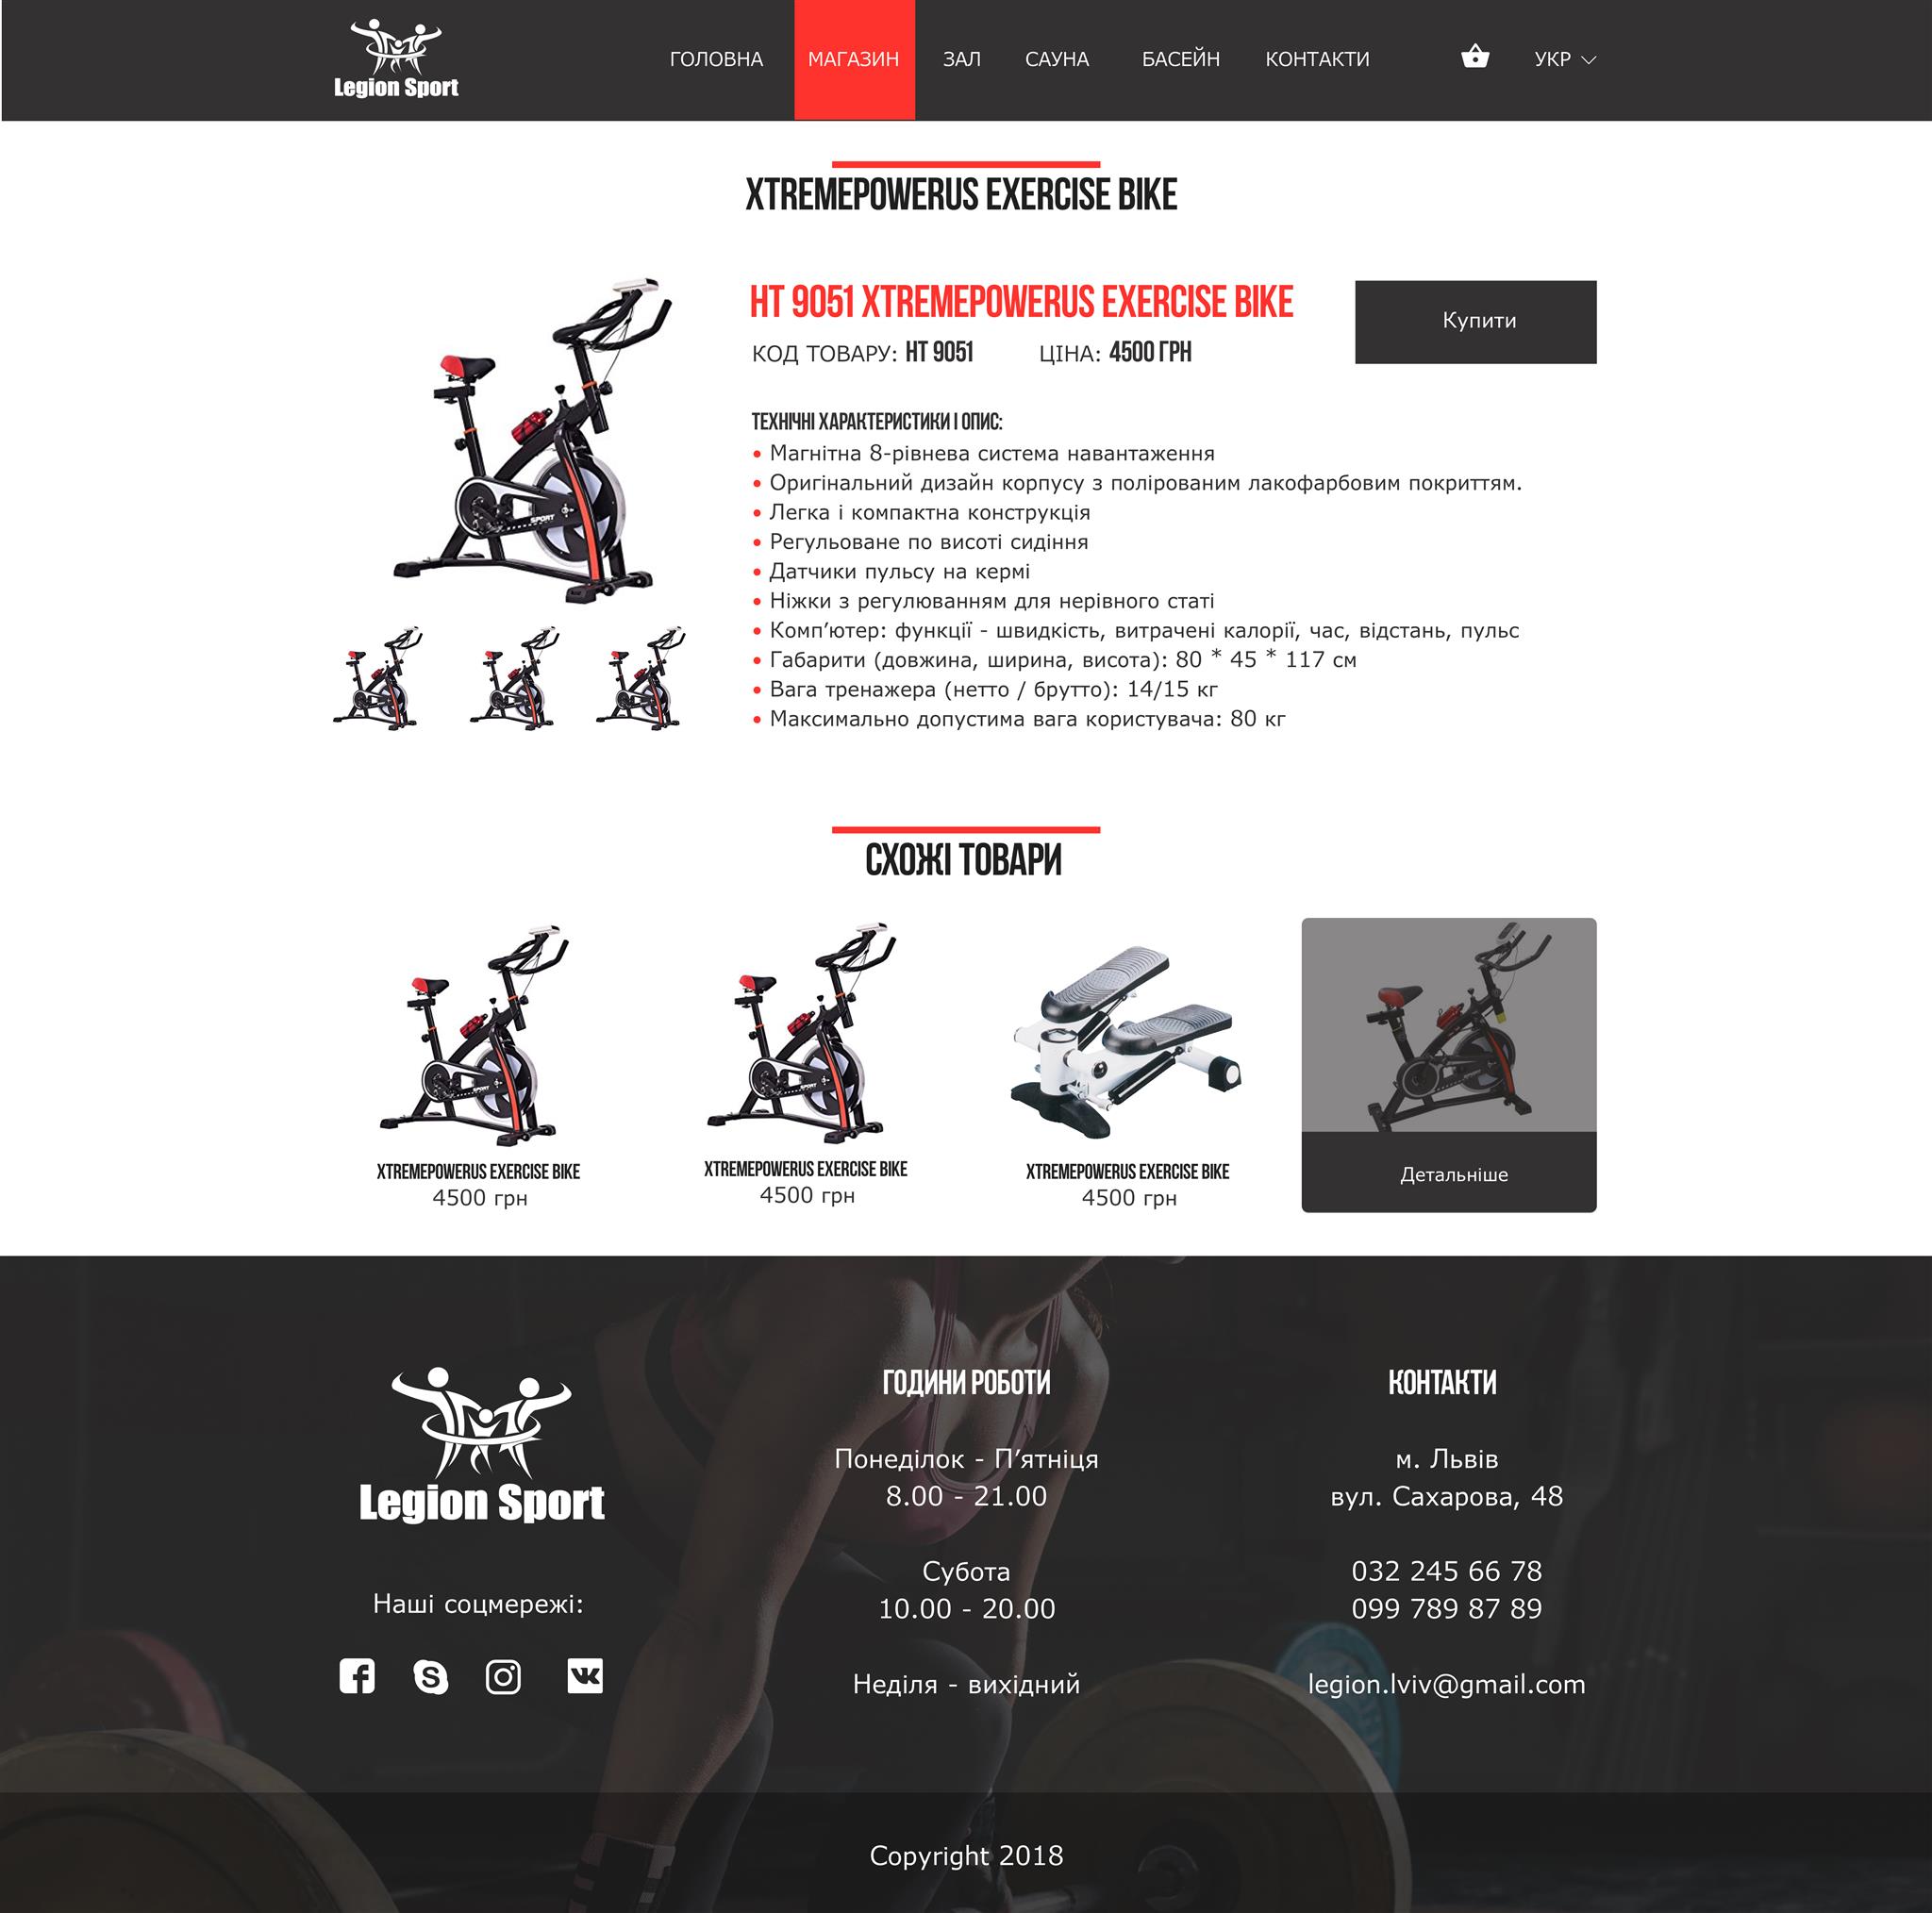 Legion Sport
ГОЛОВНА
МАГАЗИН
ЗАЛ
САУНА
БАСЕЙН
КОНТАКТИ
УКР
XTREMEPOWERUS EXERCISE BIKE
HT 9051 XTREMEPOWERUS EXERCISE BIKE
Купити
КОД ТОВАРУ: HT 9051 ЦІНА: 4500 ГРН
ТЕХНІЧНІ ХАРАКТЕРИСТИКИ І ОПИС:
• Магнітна 8-рівнева система навантаження
• Оригінальний дизайн корпусу з полірованим лакофарбовим покриттям.
• Легка і компактна конструкція
• Регульоване по висоті сидіння
• Датчики пульсу на кермі
• Ніжки з регулюванням для нерівного статі
• Комп’ютер: функції - швидкість, витрачені калорії, час, відстань, пульс
• Габарити (довжина, ширина, висота): 80 * 45 * 117 см
• Вага тренажера (нетто / брутто): 14/15 кг
• Максимально допустима вага користувача: 80 кг
SPORT
СХОЖІ ТОВАРИ
SPORT
SPORT
XTREMEPOWERUS EXERCISE BIKE
4500 грн
XTREMEPOWERUS EXERCISE BIKE
4500 грн
XTREMEPOWERUS EXERCISE BIKE
4500 грн
Детальніше
Legion Sport
Наші соцмережі:
ГОДИНИ РОБОТИ
Понеділок - П’ятніця
8.00 - 21.00
Субота
10.00 - 20.00
Неділя - вихідний
КОНТАКТИ
м. Львів
вул. Сахарова, 48
032 245 66 78
099 789 87 89
legion.lviv@gmail.com
Copyright 2018